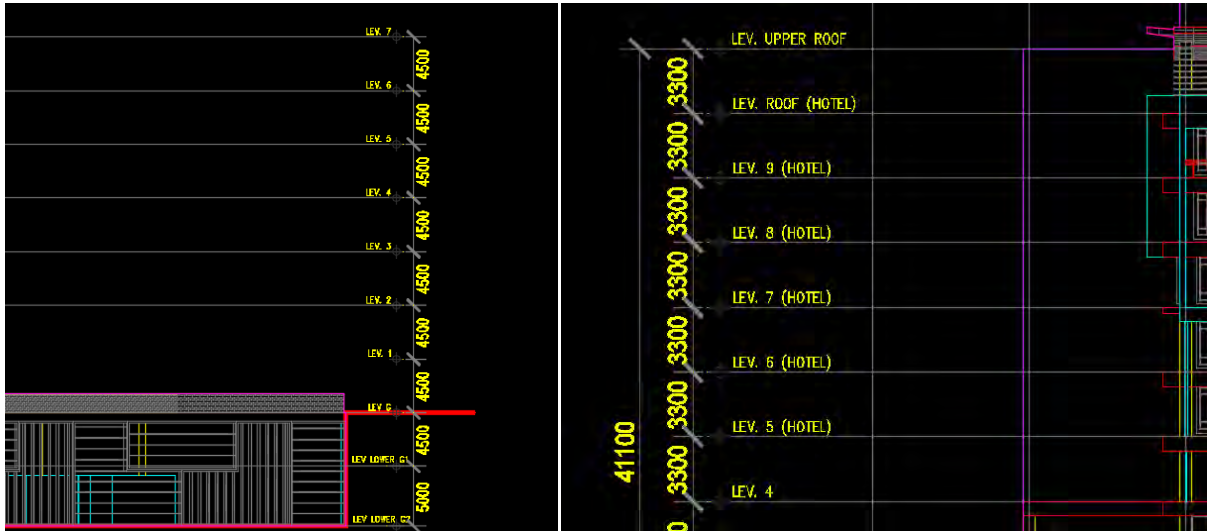 LEV. 7
4500
LEV. 6
4500
LEV. 5
4500
LEV. 4
4500
LEV. 3
4500
LEV. 2
4500
LEV. 1
4500
LEV G
4500
LEV LOWER G1
5000
LEV LOWER G2
LEV. UPPER ROOF
3300
LEV. ROOF (HOTEL)
3300
LEV. 9 (HOTEL)
3300
LEV. 8 (HOTEL)
3300
LEV. 7 (HOTEL)
3300
LEV. 6 (HOTEL)
3300
LEV. 5 (HOTEL)
3300
LEV. 4
41100